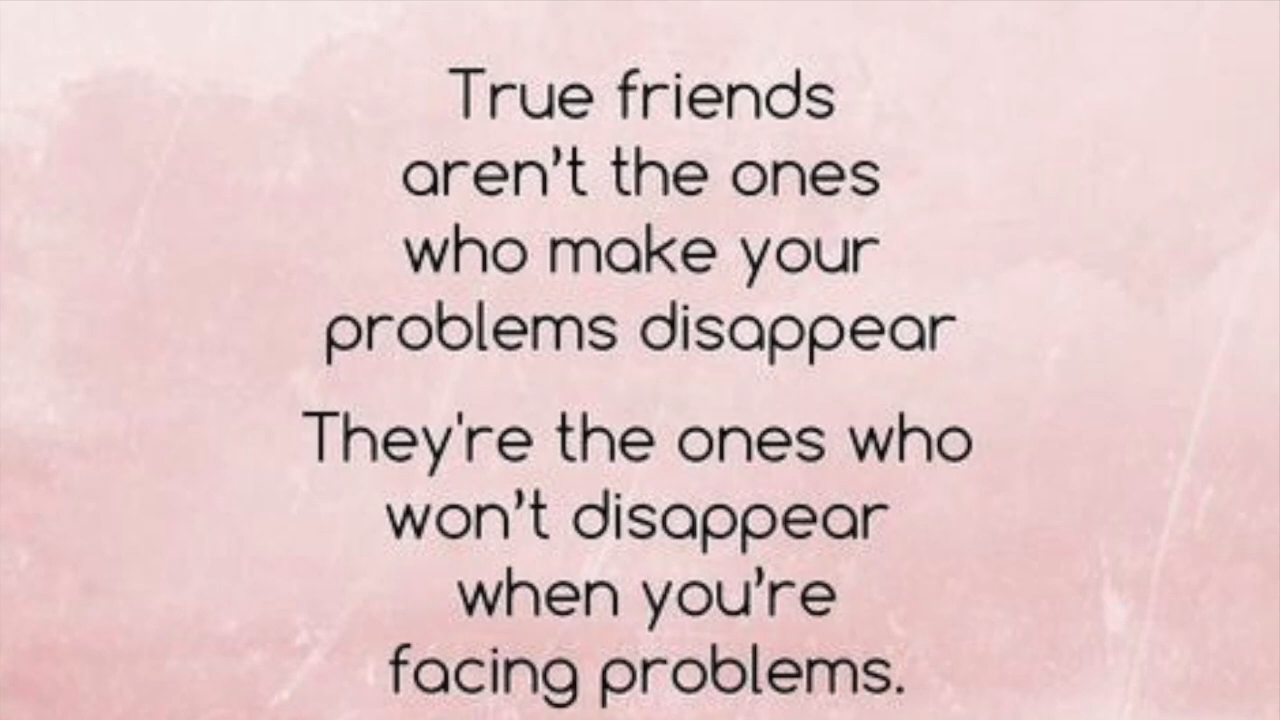 True friends
aren’t the ones
who make your
problems disappear
They're the ones who
won’t disappear
when you’re
facing problems.